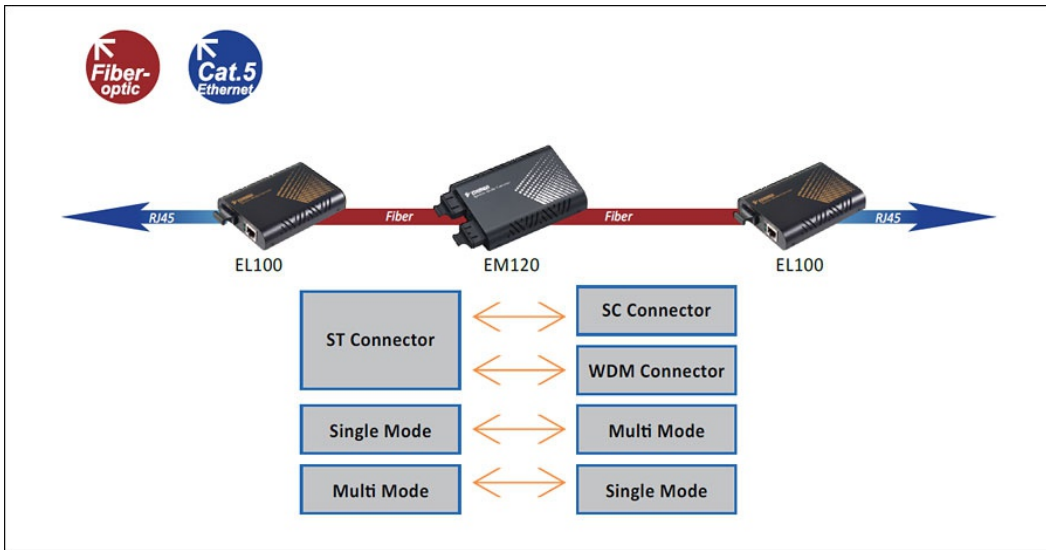 Fiber-
optic
Cat.5
Ethernet
RJ45
Fiber
Fiber
RJ45
EL100
EM120
EL100
ST Connector
SC Connector
WDM Connector
Single Mode
Multi Mode
Multi Mode
Single Mode